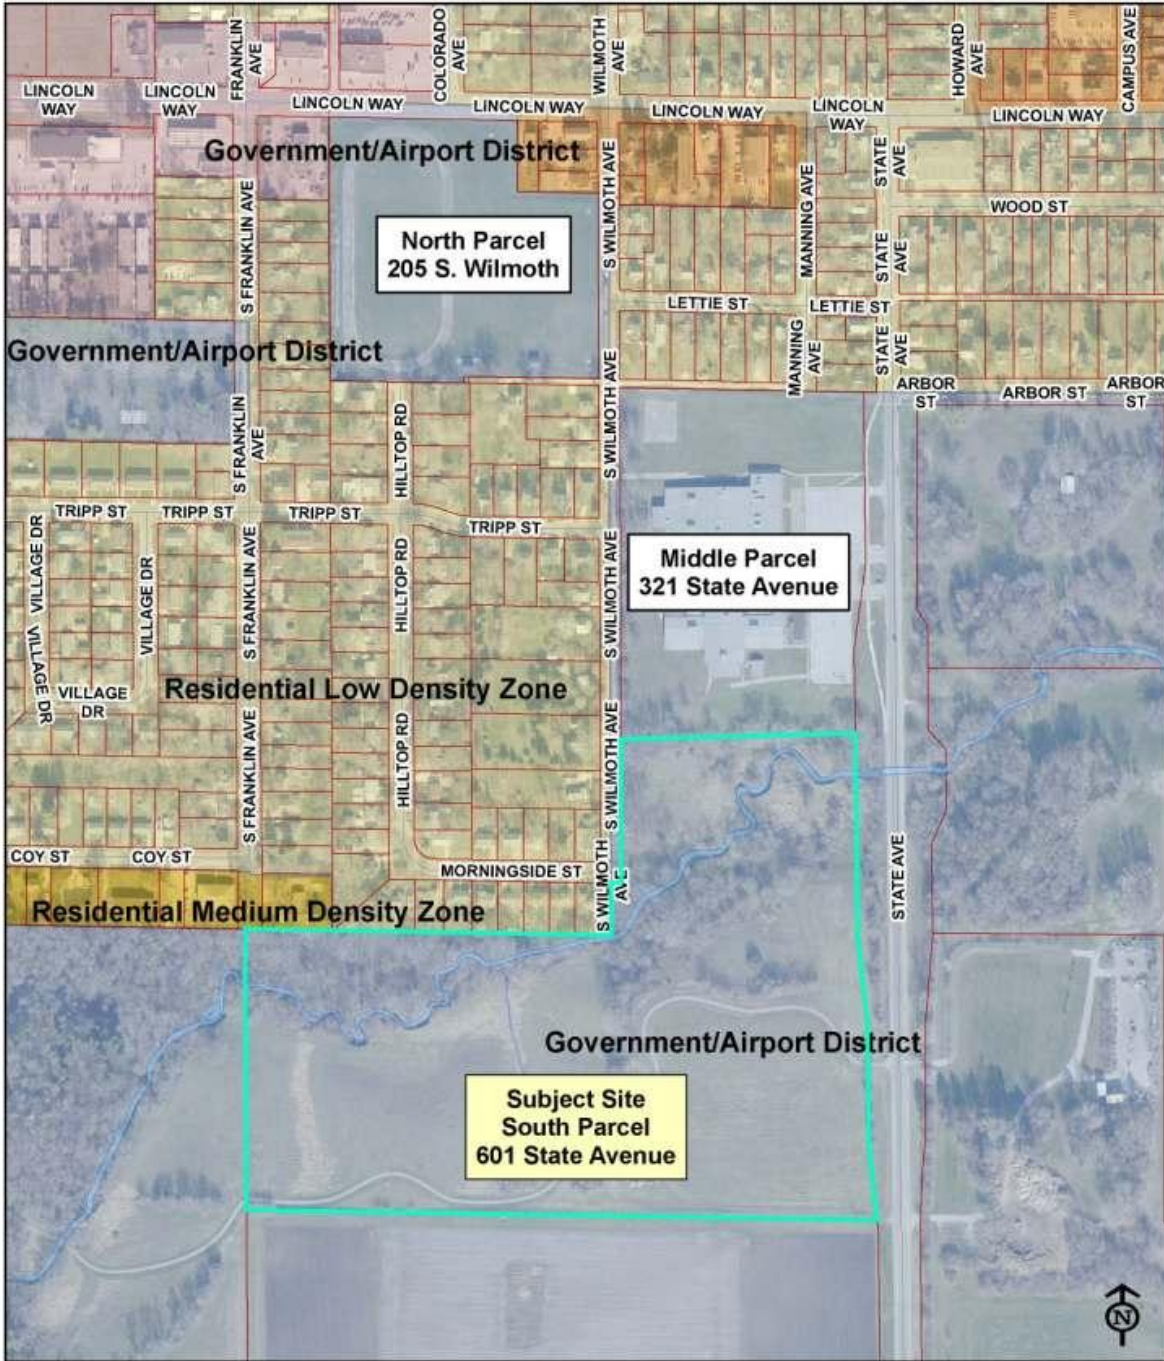 FRANKLIN
AVE
COLORADO
AVE
WILMOTH
AVE
HOWARD
AVE
CAMPUS AVE
LINCOLN
WAY
LINCOLN
WAY
LINCOLN WAY
LINCOLN WAY
LINCOLN WAY
LINCOLN
WAY
LINCOLN WAY
Government/Airport District
STATE
AVE
S WILMOTH AVE
S FRANKLIN AVE
MANNING AVE
WOOD ST
North Parcel
205 S. Wilmoth
STATE
AVE
LETTIE ST
LETTIE ST
Government/Airport District
MANNING
AVE
STATE
AVE
S WILMOTH AVE
ARBOR
ST
ARBOR ST
ARBOR
ST
S FRANKLIN
AVE
HILLTOP RD
TRIPP ST
TRIPP ST
TRIPP ST
TRIPP ST
VILLAGE DR
VILLAGE DR
S FRANKLIN AVE
HILLTOP RD
S WILMOTH AVE
Middle Parcel
321 State Avenue
VILLAGE DR
VILLAGE
DR
Residential Low Density Zone
S FRANKLIN AVE
HILLTOP RD
S WILMOTH AVE
COY ST
COY ST
MORNINGSIDE ST
S WILMOTH
AVE
STATE AVE
Residential Medium Density Zone
Government/Airport District
Subject Site
South Parcel
601 State Avenue
N